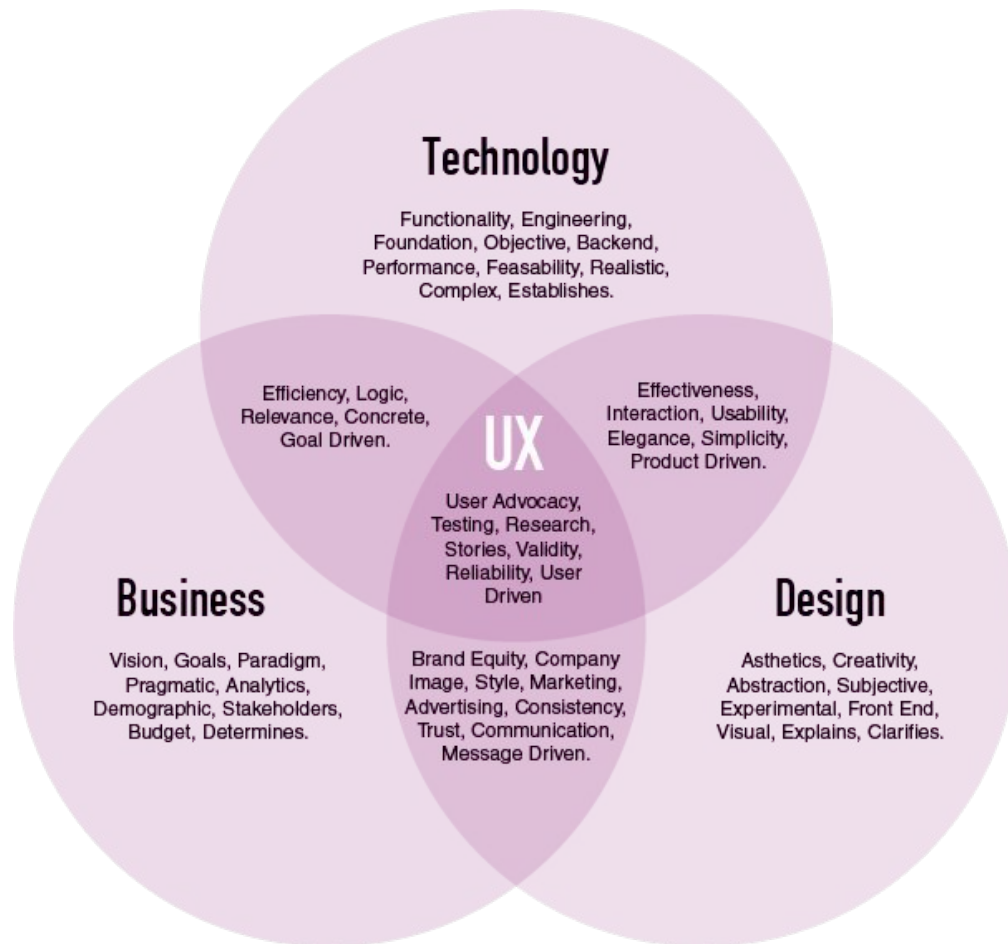 Technology
Functionality, Engineering,
Foundation, Objective, Backend,
Performance, Feasability, Realistic,
Complex, Establishes.
Efficiency, Logic,
Relevance, Concrete,
Goal Driven.
Effectiveness,
Interaction, Usability,
Elegance, Simplicity,
Product Driven.
UX
User Advocacy,
Testing, Research,
Stories, Validity,
Reliability, User
Driven
Business
Vision, Goals, Paradigm,
Pragmatic, Analytics,
Demographic, Stakeholders,
Budget, Determines.
Brand Equity, Company
Image, Style, Marketing,
Advertising, Consistency,
Trust, Communication,
Message Driven.
Design
Asthetics, Creativity,
Abstraction, Subjective,
Experimental, Front End,
Visual, Explains, Clarifies.